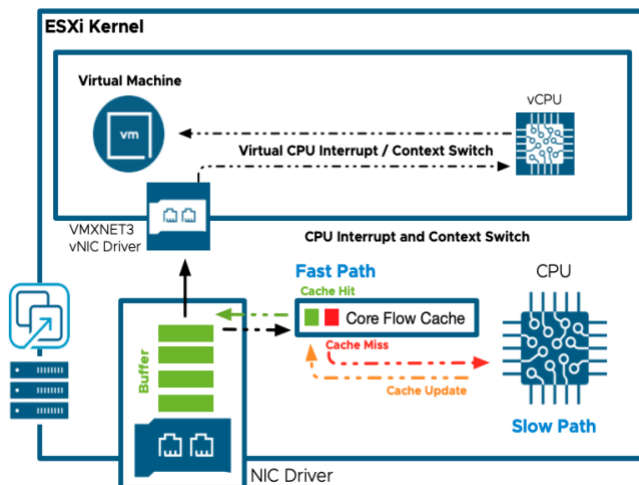 ESXi Kernel
Virtual Machine
vm
vCPU
Virtual CPU Interrupt / Context Switch
VMXNET3
vNIC Driver
CPU Interrupt and Context Switch
Fast Path
CPU
Cache Hit
Core Flow Cache
Cache Miss
Cache Update
Buffer
Slow Path
NIC Driver